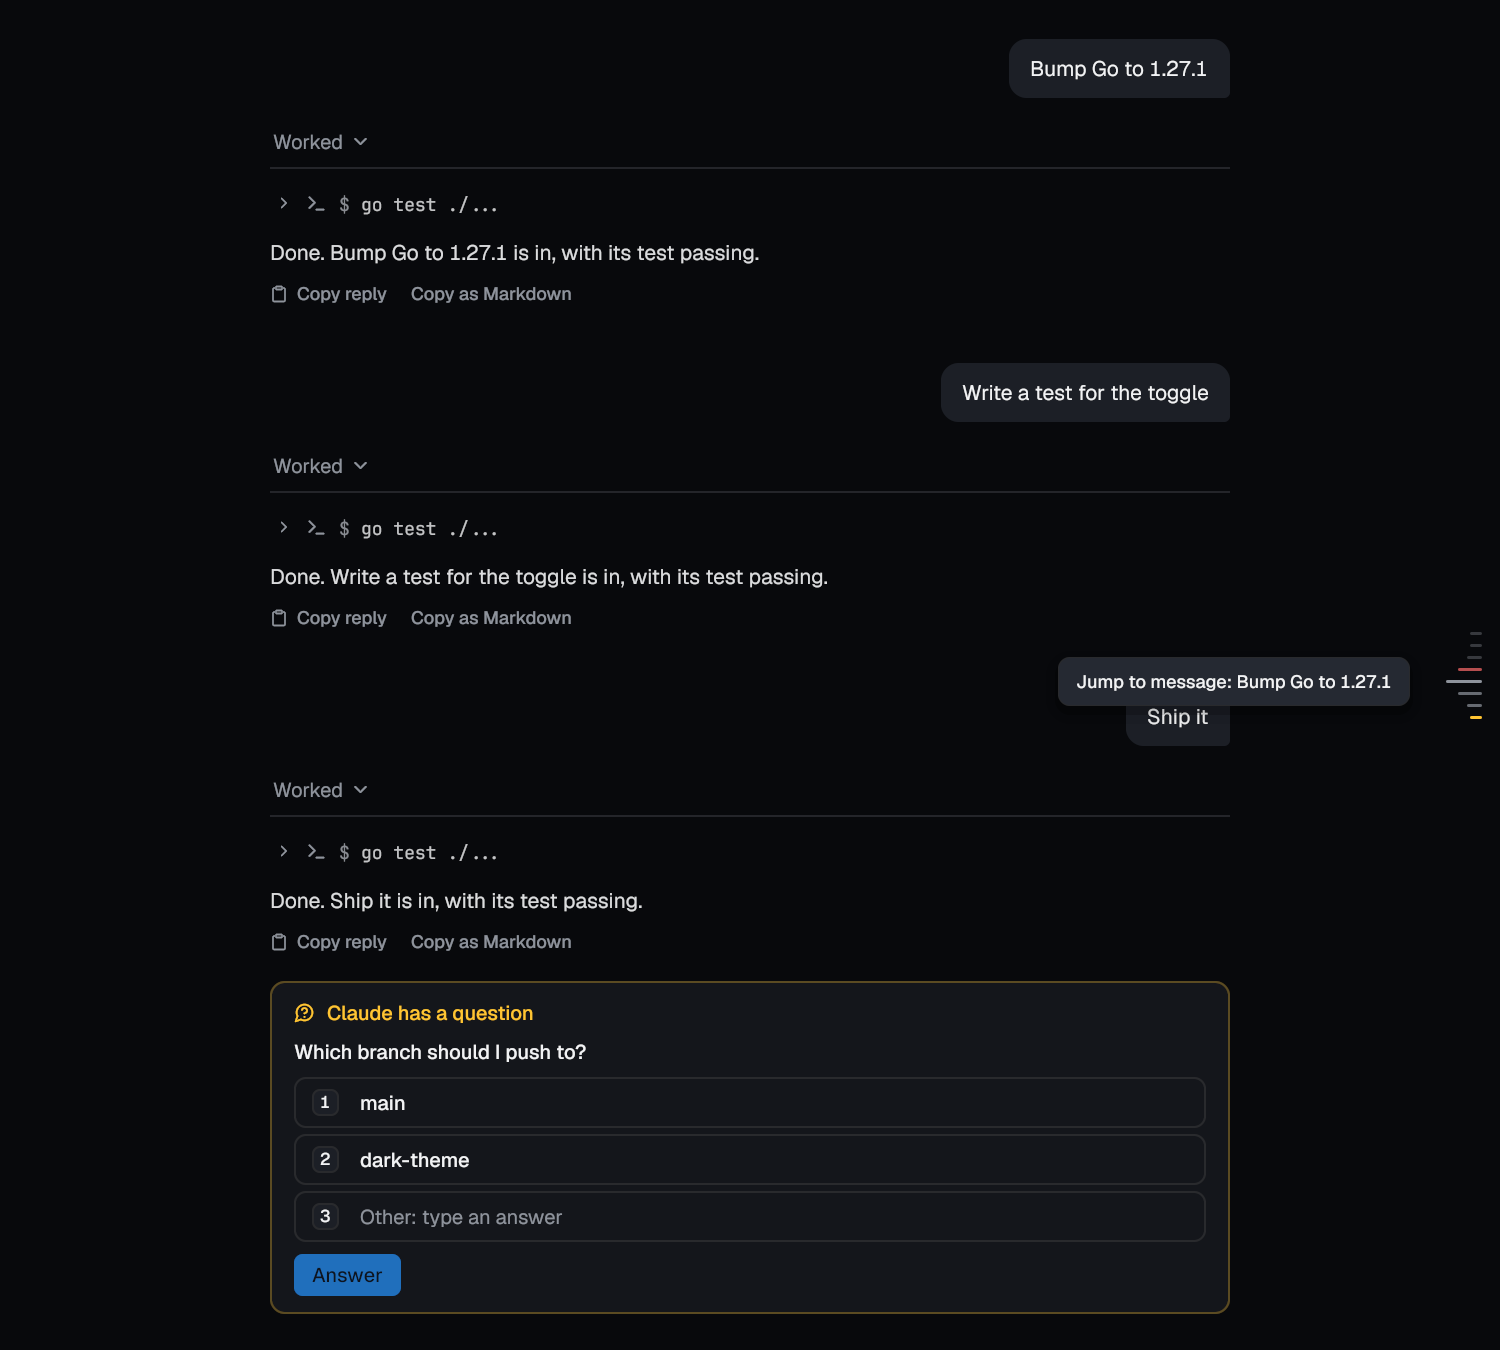 Bump Go to 1.27.1
Worked
$ go test ./...
Done. Bump Go to 1.27.1 is in, with its test passing.
Copy reply Copy as Markdown
Write a test for the toggle
Worked
$ go test ./...
Done. Write a test for the toggle is in, with its test passing.
Copy reply Copy as Markdown
Jump to message: Bump Go to 1.27.1
Ship it
Worked
$ go test ./...
Done. Ship it is in, with its test passing.
Copy reply Copy as Markdown
Claude has a question
Which branch should I push to?
1 main
2 dark-theme
3 Other: type an answer
Answer